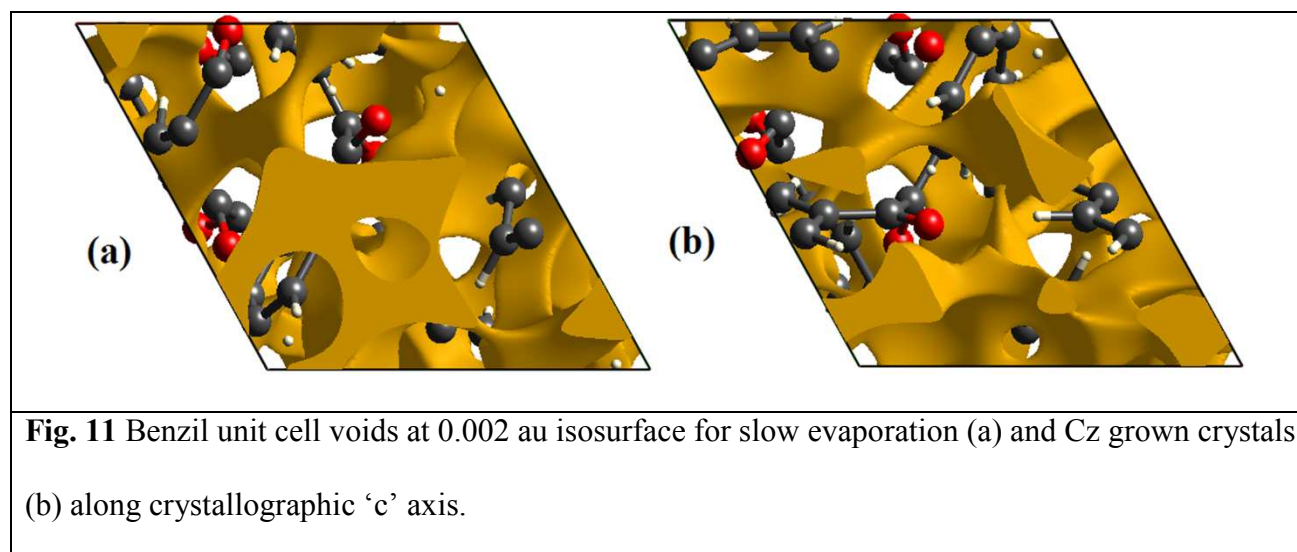 (a)
(b)
Fig. 11 Benzil unit cell voids at 0.002 au isosurface for slow evaporation (a) and Cz grown crystals
(b) along crystallographic ‘c’ axis.